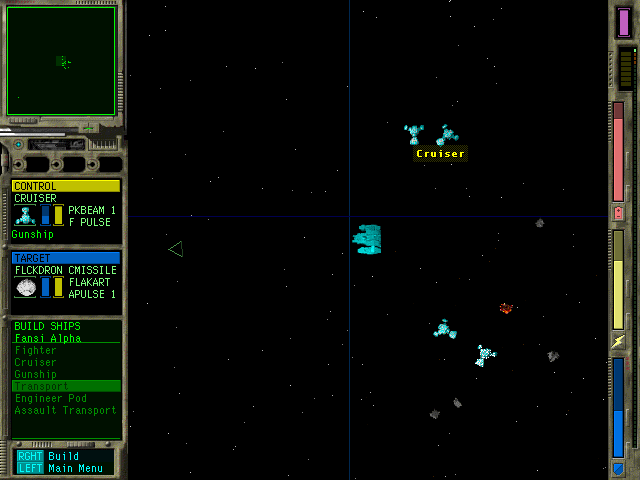 Cruiser
CONTROL
CRUISER
PKBEAM 1
F PULSE
Gunship
TARGET
FLCKDRON CMISSILE
FLAKART
APULSE 1
BUILD SHIPS
Fansi Alpha
Fighter
Cruiser
Gunship
Transport
Engineer Pod
Assault Transport
RGHT Build
LEFT Main Menu